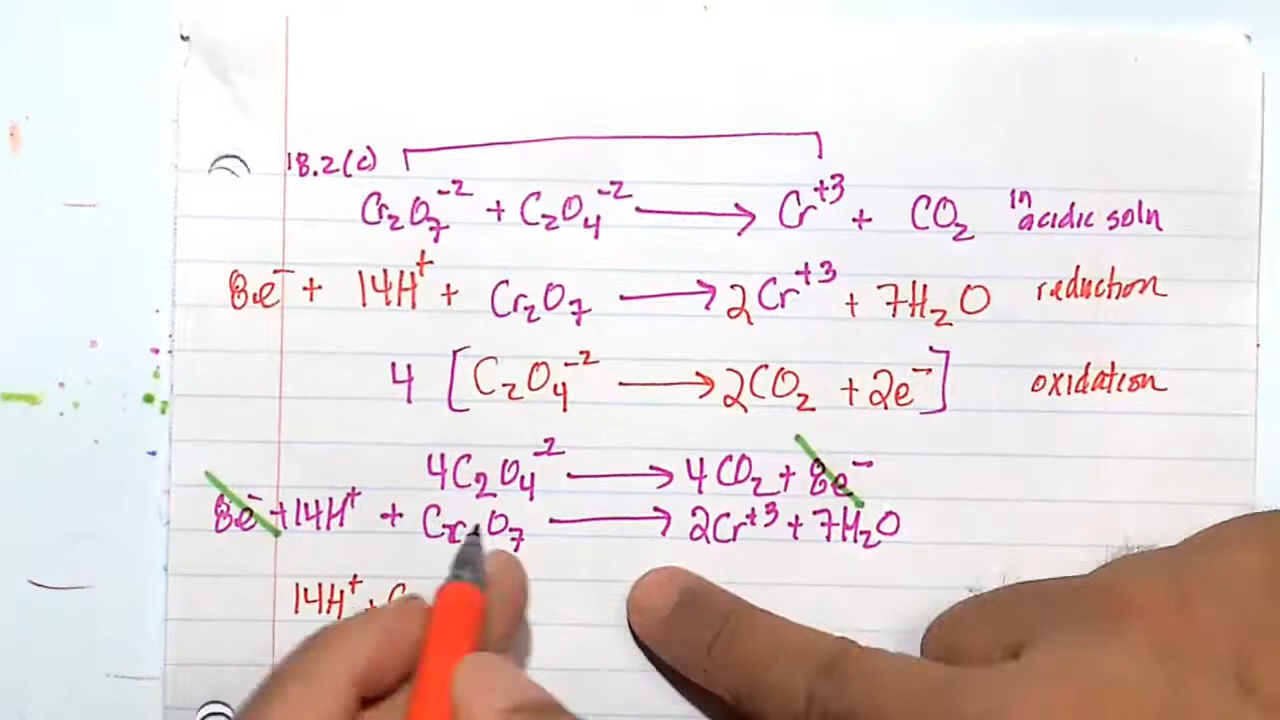 18.2(c)
Cr₂O₇⁻² + C₂O₄⁻² ⟶ Cr⁺³ + CO₂ in acidic soln
8e⁻ + 14H⁺ + Cr₂O₇ ⟶ 2Cr⁺³ + 7H₂O reduction
4 [C₂O₄⁻² ⟶ 2CO₂ + 2e⁻] oxidation
4C₂O₄⁻² ⟶ 4CO₂ + 8e⁻
8e⁻ + 14H⁺ + Cr₂O₇ ⟶ 2Cr⁺³ + 7H₂O
14H⁺ + C